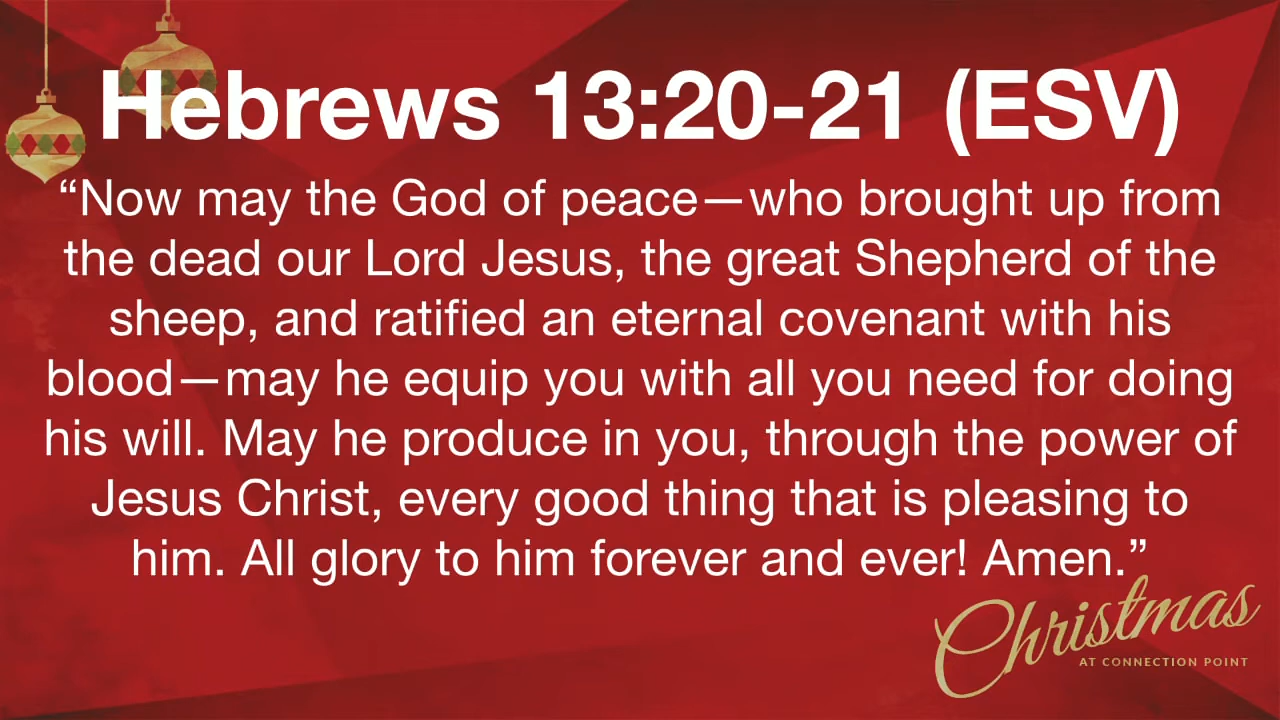 Hebrews 13:20-21 (ESV)
“Now may the God of peace—who brought up from
the dead our Lord Jesus, the great Shepherd of the
sheep, and ratified an eternal covenant with his
blood—may he equip you with all you need for doing
his will. May he produce in you, through the power of
Jesus Christ, every good thing that is pleasing to
him. All glory to him forever and ever! Amen.”
Christmas
AT CONNECTION POINT